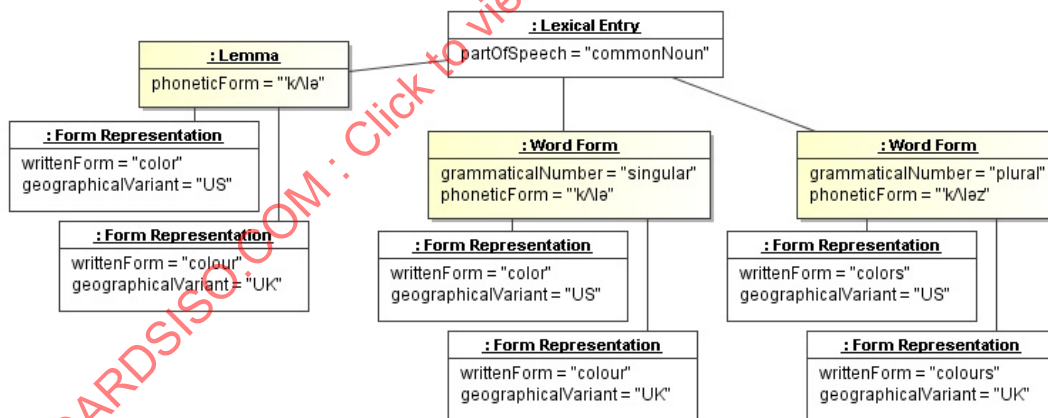 : Lexical Entry
partOfSpeech = "commonNoun"
: Lemma
phoneticForm = "'kʌlə"
: Form Representation
writtenForm = "color"
geographicalVariant = "US"
: Form Representation
writtenForm = "colour"
geographicalVariant = "UK"
: Word Form
grammaticalNumber = "singular"
phoneticForm = "'kʌlə"
: Form Representation
writtenForm = "color"
geographicalVariant = "US"
: Form Representation
writtenForm = "colour"
geographicalVariant = "UK"
: Word Form
grammaticalNumber = "plural"
phoneticForm = "'kʌləz"
: Form Representation
writtenForm = "colors"
geographicalVariant = "US"
: Form Representation
writtenForm = "colours"
geographicalVariant = "UK"
ARDSISO.COM : Click to vie